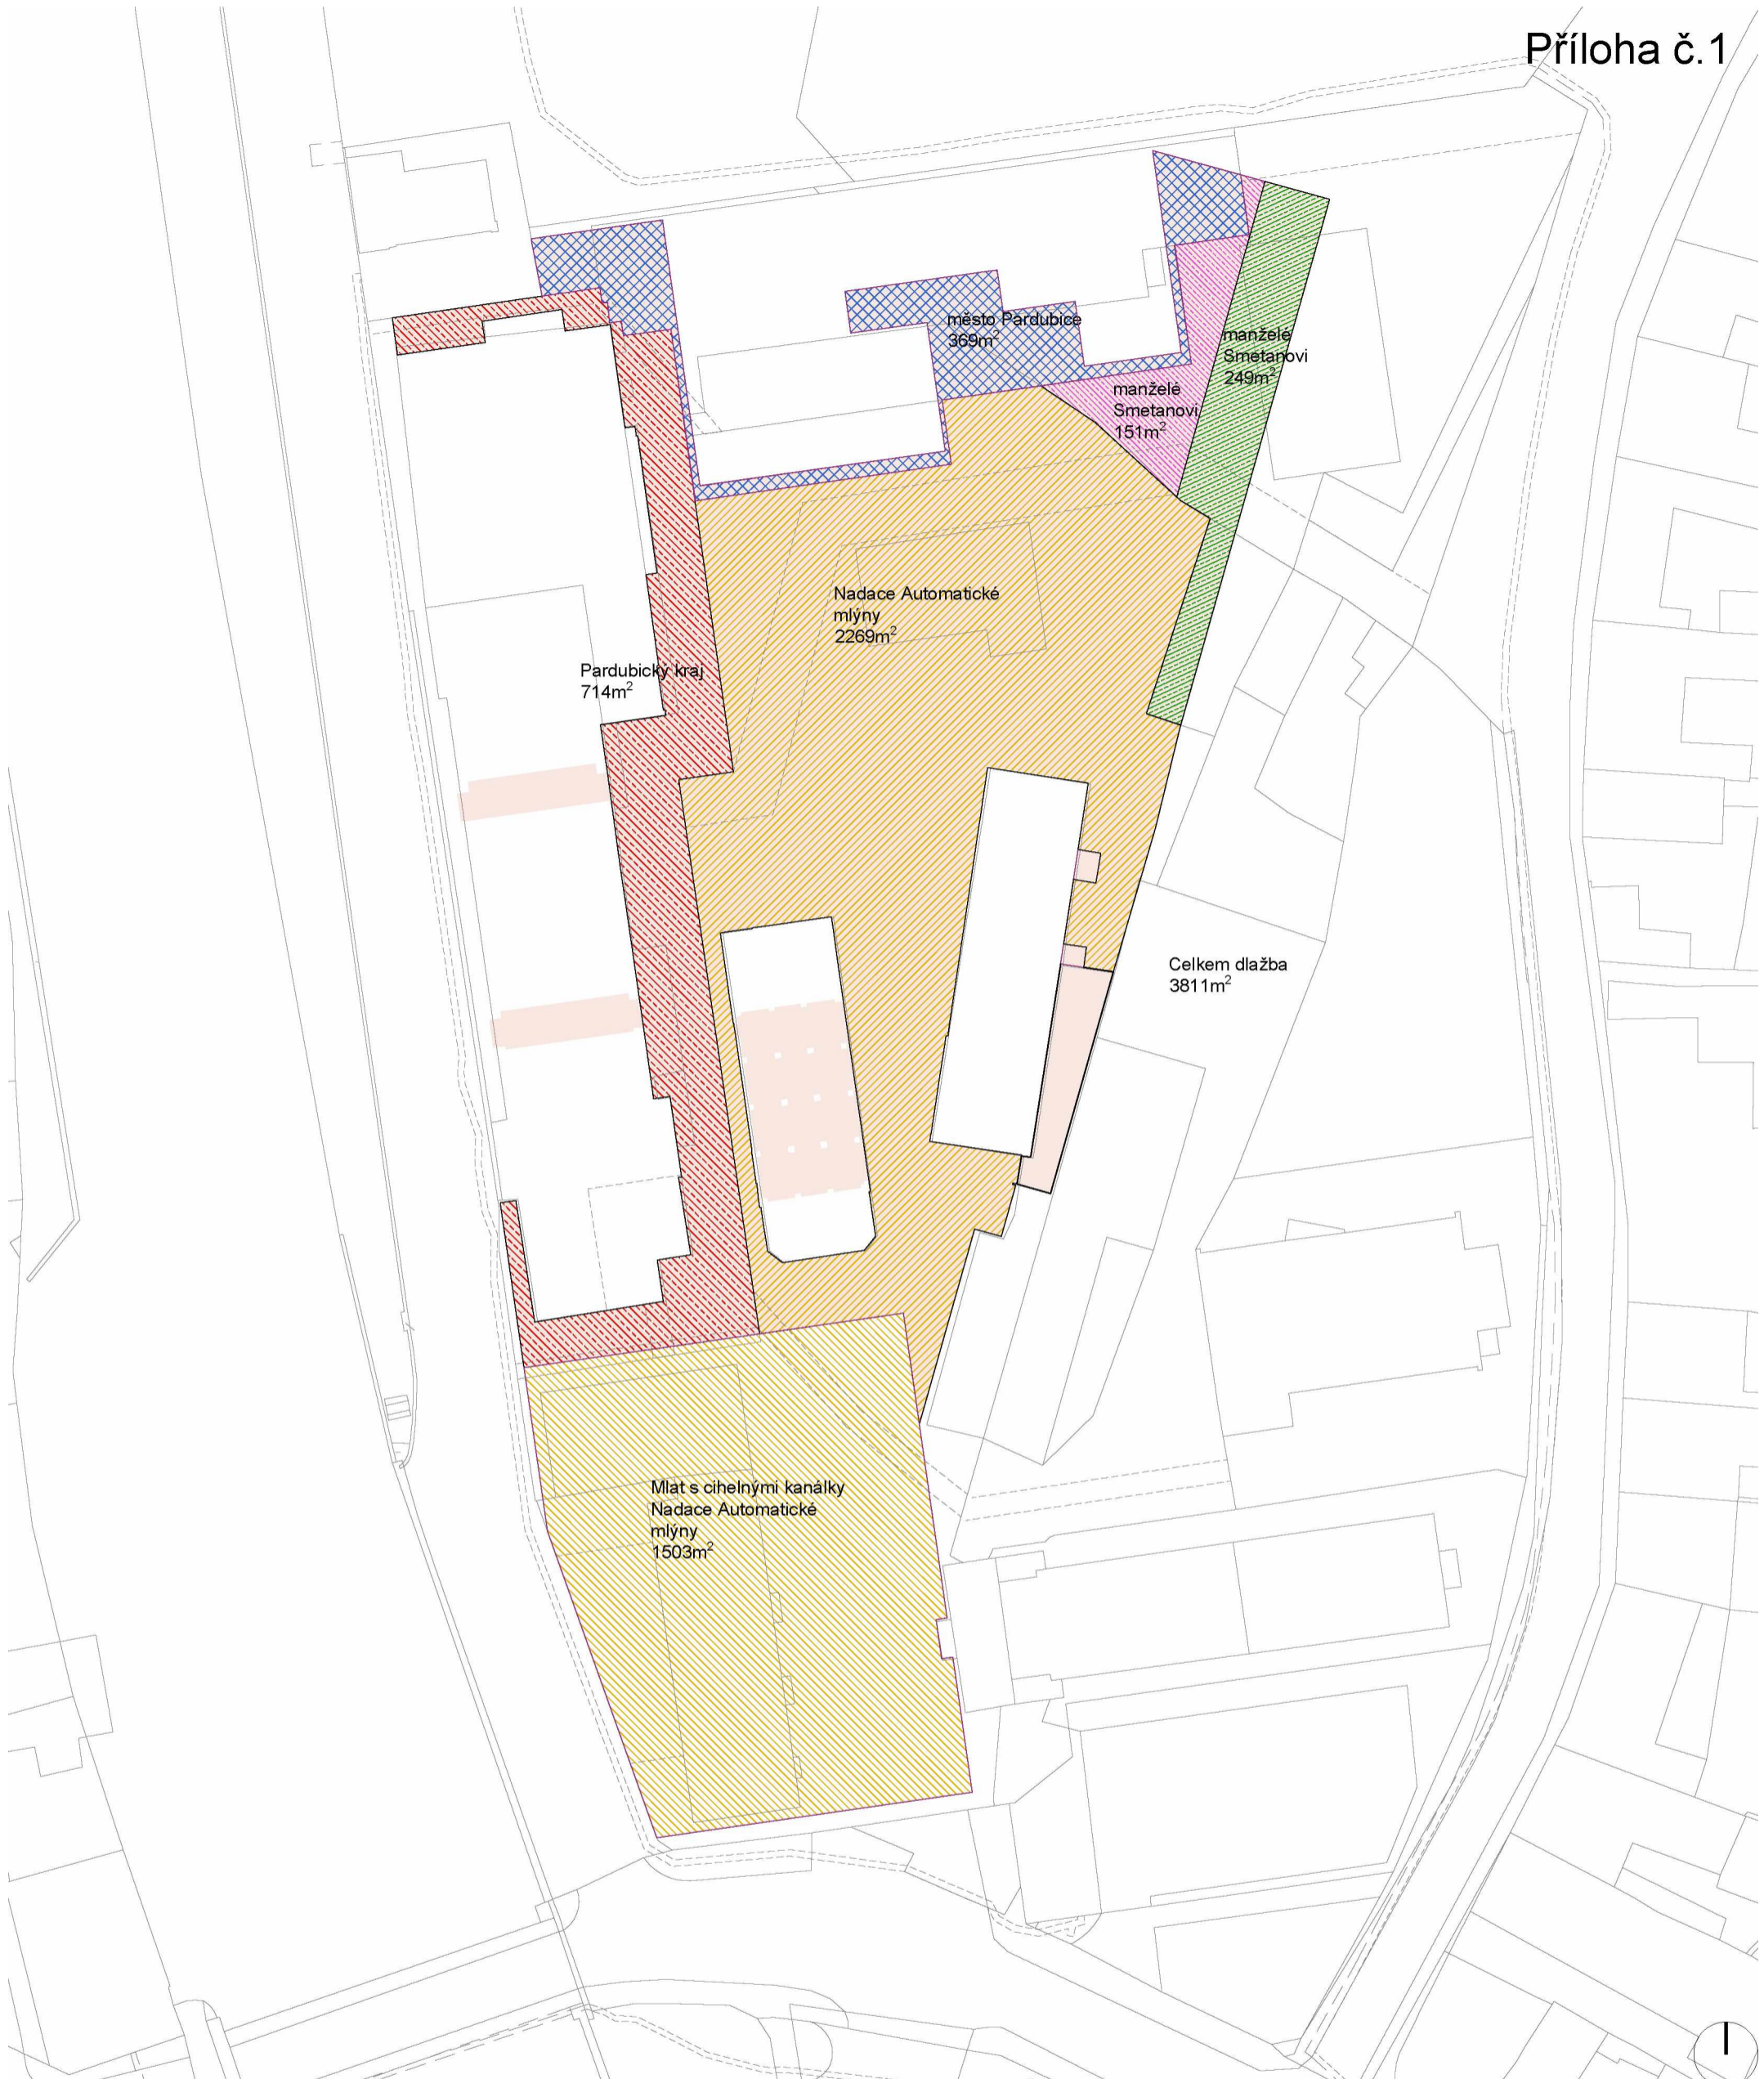 Příloha č.1
město Pardubice
369m²
manželé
Smetanovi
249m²
manželé
Smetanovi
151m²
Nadace Automatické
mlýny
2269m²
Pardubický kraj
714m²
Celkem dlažba
3811m²
Mlat s cihelnými kanálky
Nadace Automatické
mlýny
1503m²